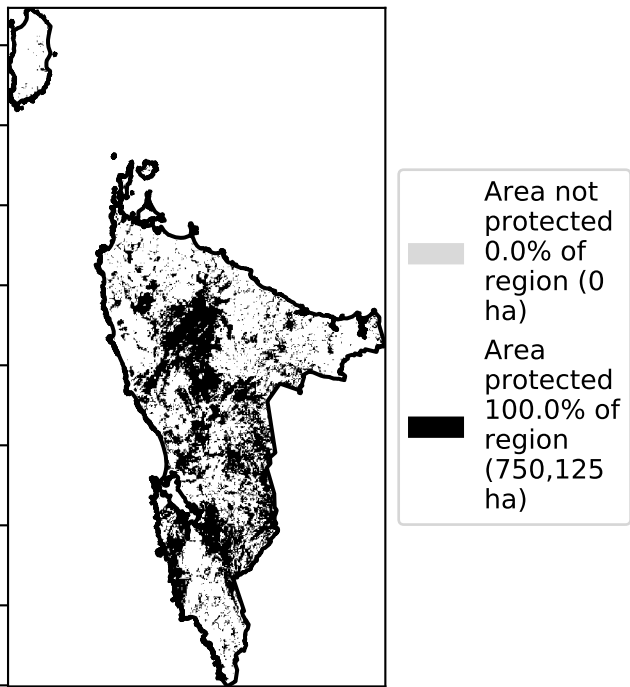 Area not
protected
0.0% of
region (0
ha)
Area
protected
100.0% of
region
(750,125
ha)